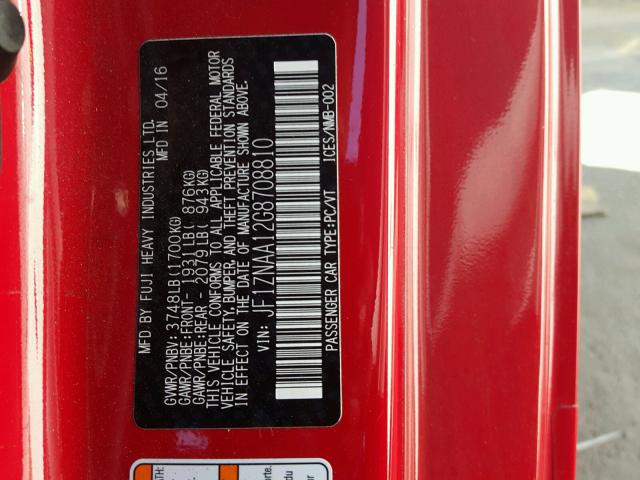 MFD BY FUJI HEAVY INDUSTRIES LTD.
MFD IN 04/16
GVWR/PNBV: 3748LB(1700KG)
GAWR/PNBE:FRONT- 1931LB( 876KG)
GAWR/PNBE:REAR - 2079LB( 943KG)
THIS VEHICLE CONFORMS TO ALL APPLICABLE FEDERAL MOTOR
VEHICLE SAFETY,BUMPER AND THEFT PREVENTION STANDARDS
IN EFFECT ON THE DATE OF MANUFACTURE SHOWN ABOVE.
VIN: JF1ZNAA12G8708810
PASSENGER CAR TYPE:PC/VT
ICES/NMB-002
ATH:
orte.
du